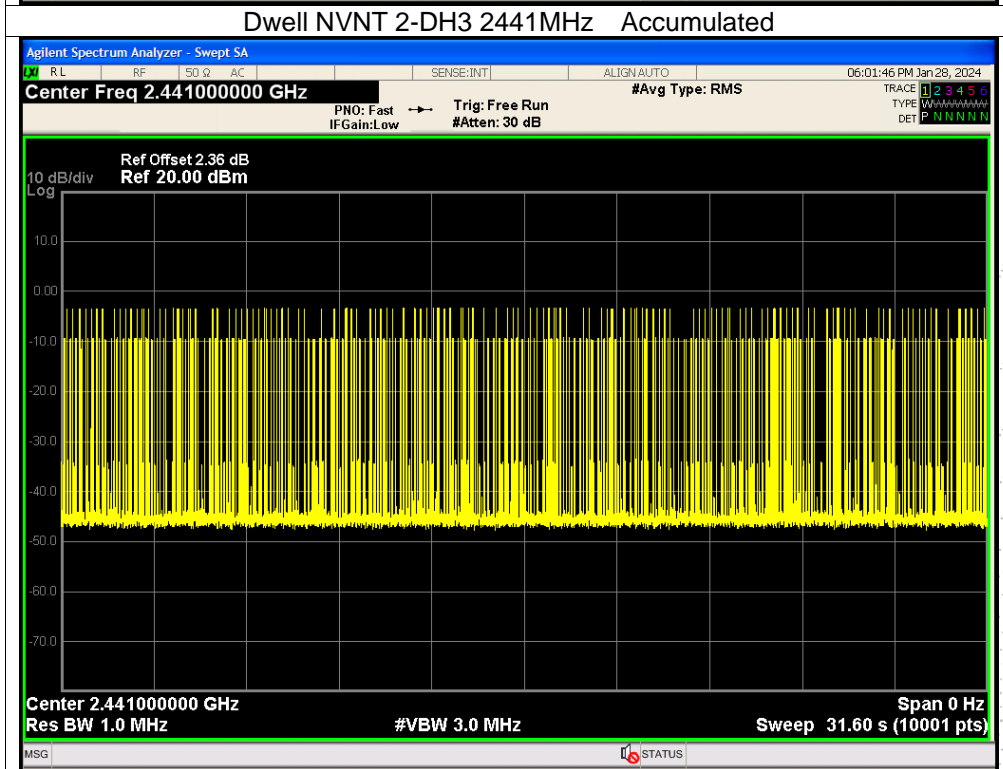 Dwell NVNT 2-DH3 2441MHz Accumulated
Agilent Spectrum Analyzer - Swept SA
LXI RL RF 50 Ω AC SENSE:INT ALIGN AUTO 06:01:46 PM Jan 28, 2024
Center Freq 2.441000000 GHz #Avg Type: RMS TRACE 1 2 3 4 5 6
PNO: Fast Trig: Free Run TYPE
IFGain:Low #Atten: 30 dB DET P N N N N N
Ref Offset 2.36 dB
10 dB/div Ref 20.00 dBm
Log
10.0
0.00
-10.0
-20.0
-30.0
-40.0
-50.0
-60.0
-70.0
Center 2.441000000 GHz Span 0 Hz
Res BW 1.0 MHz #VBW 3.0 MHz Sweep 31.60 s (10001 pts)
MSG STATUS